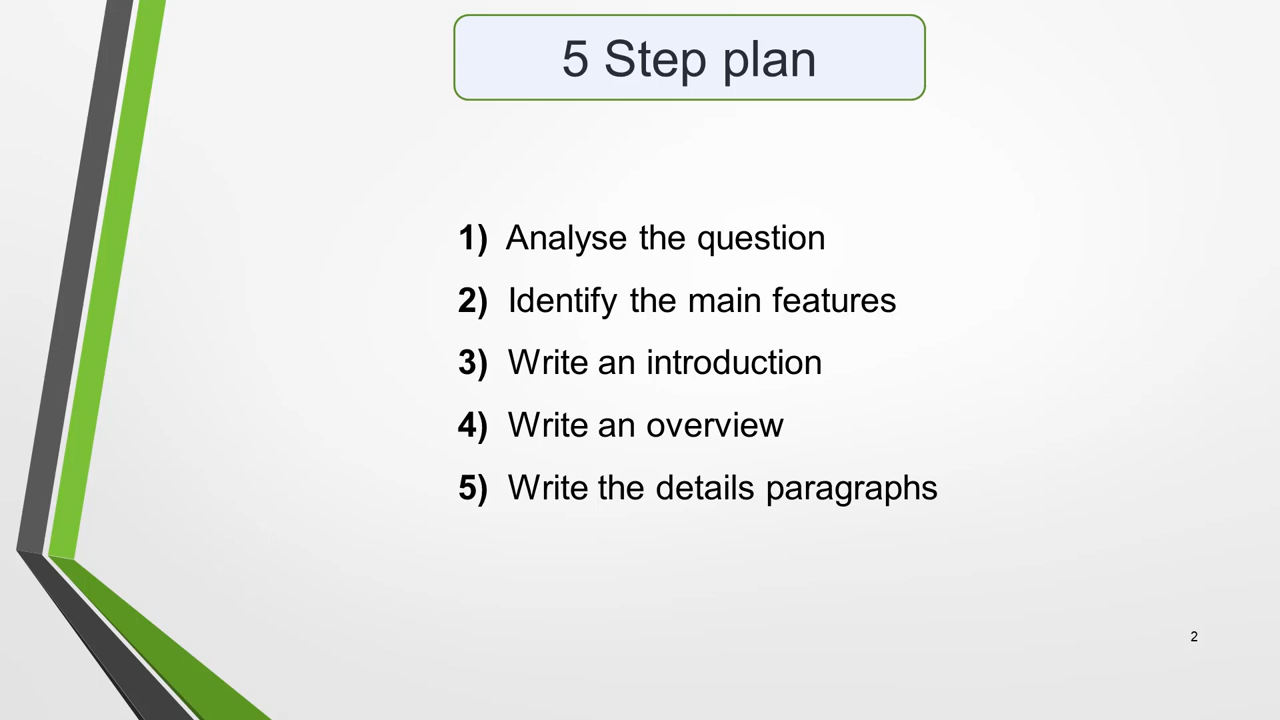 5 Step plan
1) Analyse the question
2) Identify the main features
3) Write an introduction
4) Write an overview
5) Write the details paragraphs
2